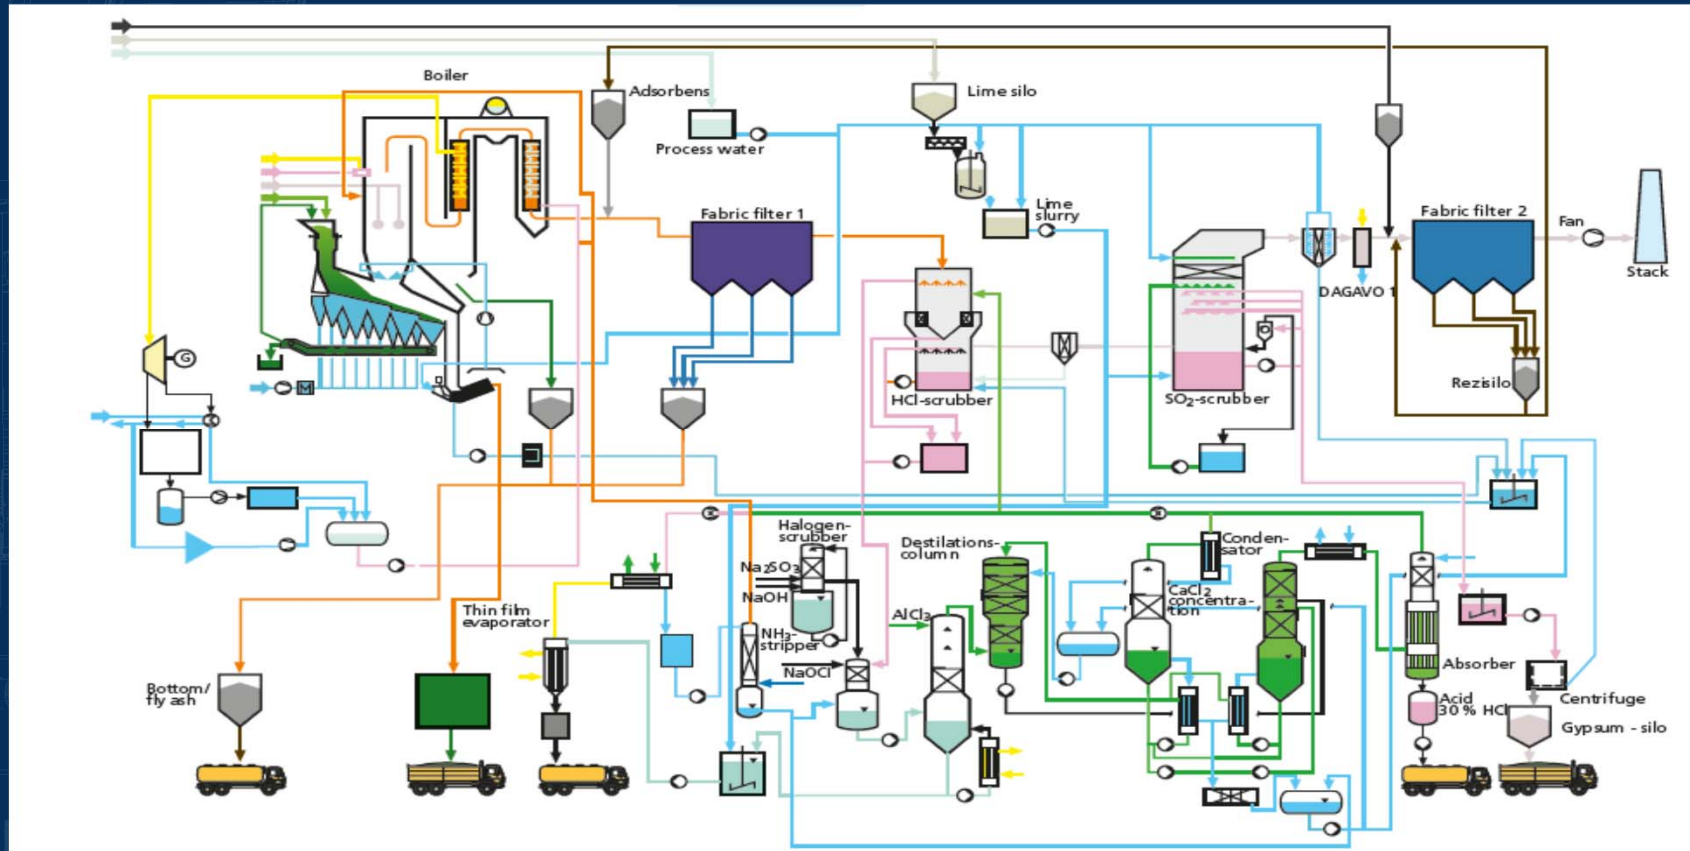 Boiler
Adsorbens
Lime silo
Process water
Lime
slurry
Fabric filter 1
Fabric filter 2
Fan
Stack
DAGAVO 1
G
M
Rezisilo
HCl-scrubber
SO₂-scrubber
Halogen-
scrubber
Destilations-
column
Conden-
sator
Na₂SO₃
NaOH
CaCl₂
concentra-
tion
Thin film
evaporator
AlCl₃
NH₃-
stripper
NaOCl
Absorber
Bottom/
fly ash
Acid
30 % HCl
Centrifuge
Gypsum - silo